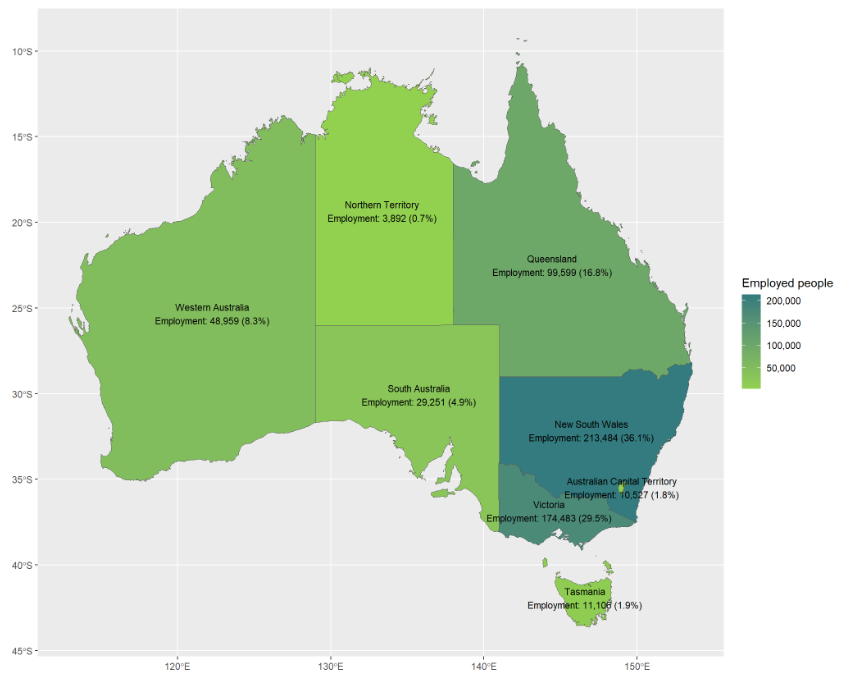 10°S
15°S
20°S
25°S
30°S
35°S
40°S
45°S
120°E
130°E
140°E
150°E
Northern Territory
Employment: 3,892 (0.7%)
Queensland
Employment: 99,599 (16.8%)
Western Australia
Employment: 48,959 (8.3%)
South Australia
Employment: 29,251 (4.9%)
New South Wales
Employment: 213,484 (36.1%)
Australian Capital Territory
Employment: 10,527 (1.8%)
Victoria
Employment: 174,483 (29.5%)
Tasmania
Employment: 11,106 (1.9%)
Employed people
200,000
150,000
100,000
50,000